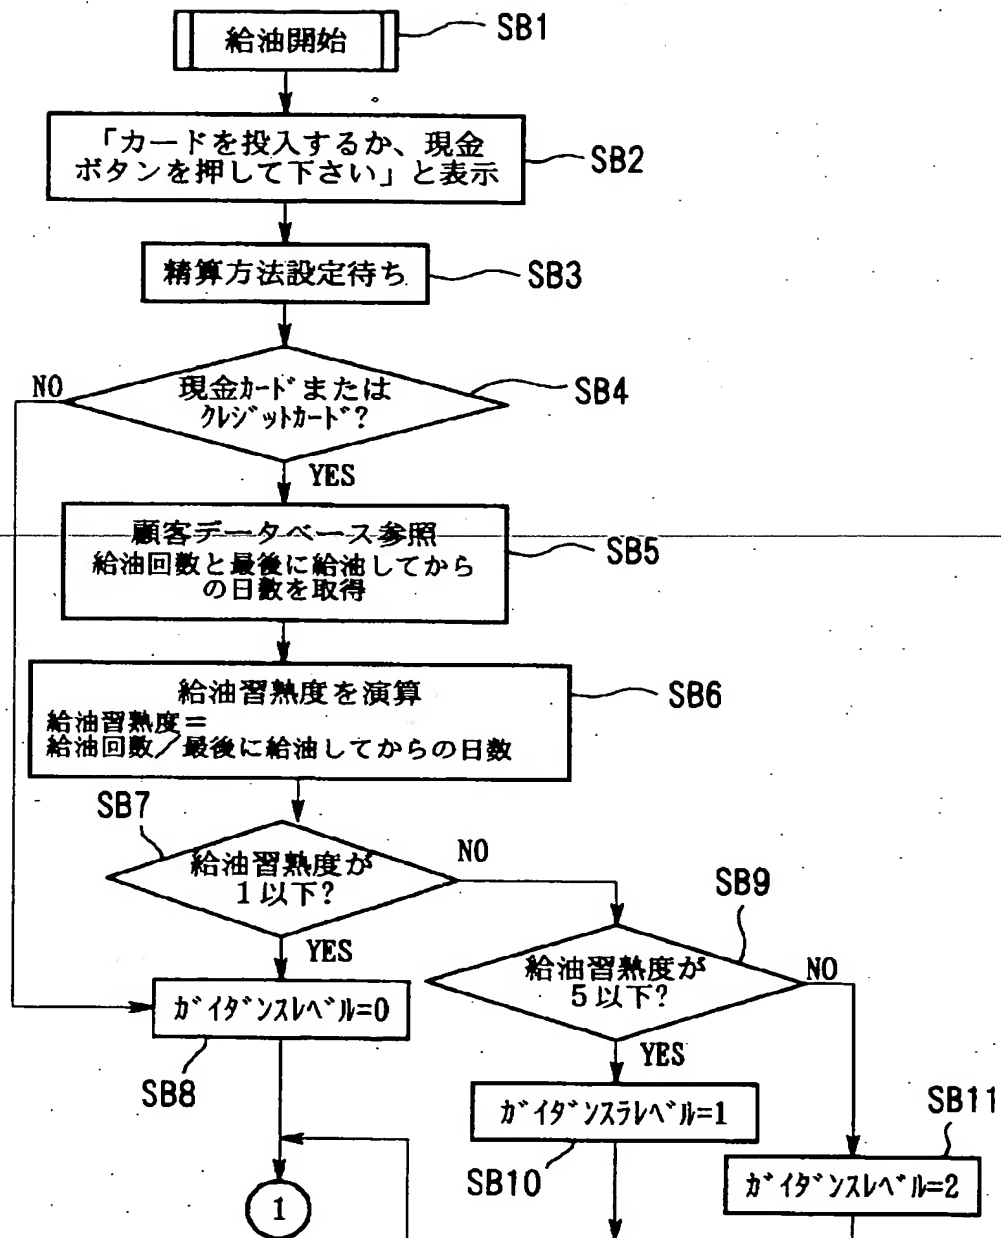 給油開始
SB1
「カードを投入するか、現金
ボタンを押して下さい」と表示
SB2
精算方法設定待ち
SB3
現金ｶｰﾄﾞまたは
ｸﾚｼﾞｯﾄｶｰﾄﾞ?
SB4
NO
YES
顧客データベース参照
給油回数と最後に給油してから
の日数を取得
SB5
給油習熟度を演算
給油習熟度＝
給油回数／最後に給油してからの日数
SB6
SB7
給油習熟度が
1以下?
NO
YES
SB9
給油習熟度が
5以下?
NO
YES
ｶﾞｲﾀﾞﾝｽﾚﾍﾞﾙ=0
SB8
ｶﾞｲﾀﾞﾝｽﾗﾚﾍﾞﾙ=1
SB10
SB11
ｶﾞｲﾀﾞﾝｽﾚﾍﾞﾙ=2
1